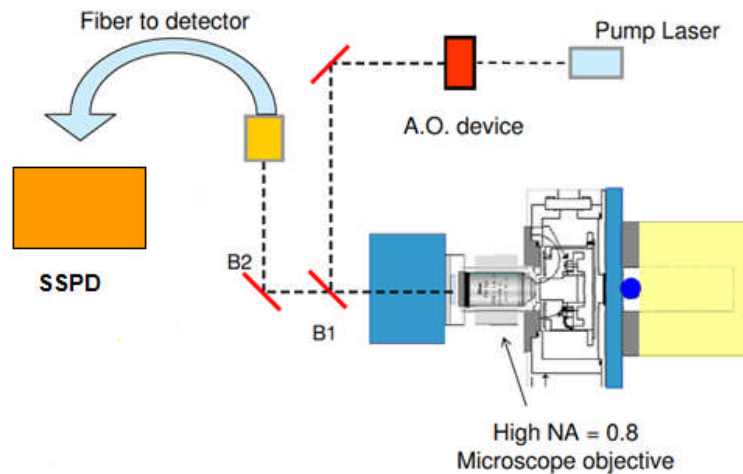 Fiber to detector
Pump Laser
A.O. device
B2
SSPD
B1
High NA = 0.8
Microscope objective